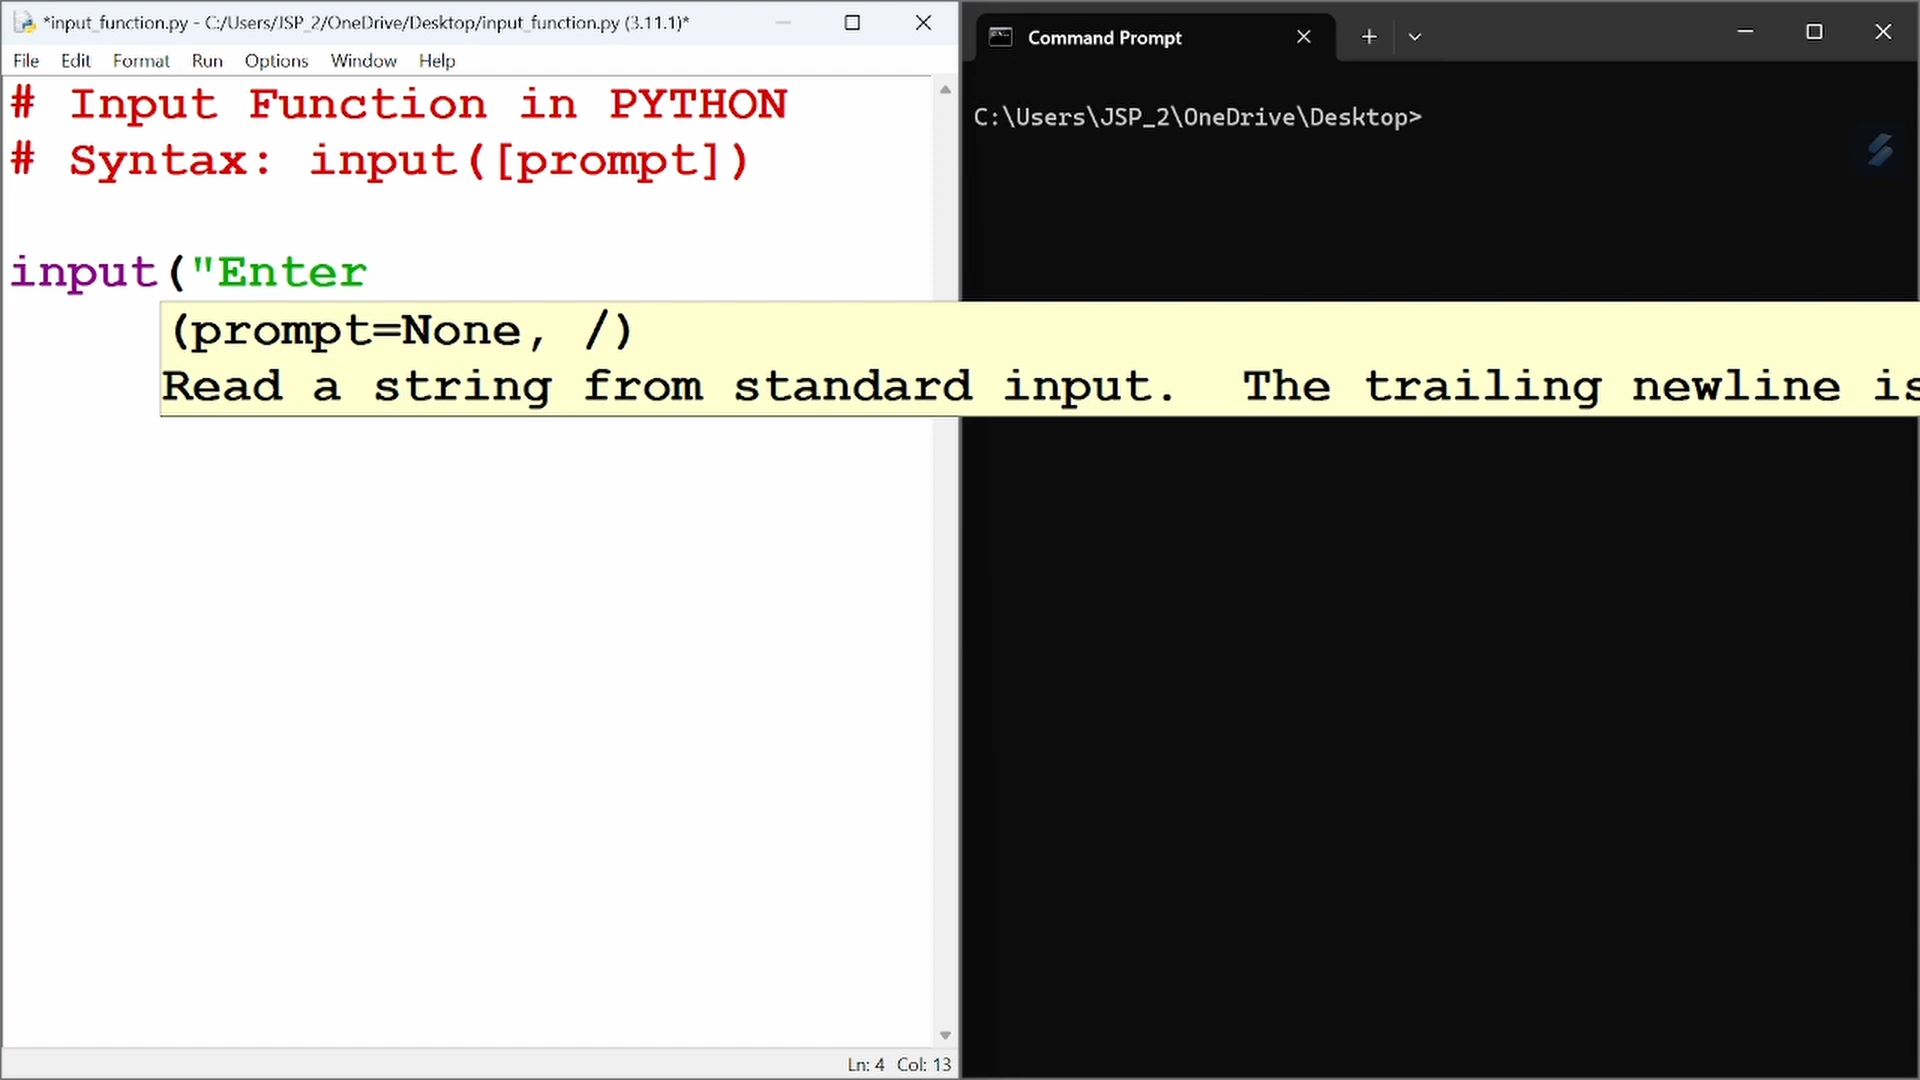 *input_function.py - C:/Users/JSP_2/OneDrive/Desktop/input_function.py (3.11.1)*
File Edit Format Run Options Window Help
# Input Function in PYTHON
# Syntax: input([prompt])
input("Enter
(prompt=None, /)
Read a string from standard input.  The trailing newline is
Ln: 4 Col: 13
Command Prompt
C:\Users\JSP_2\OneDrive\Desktop>